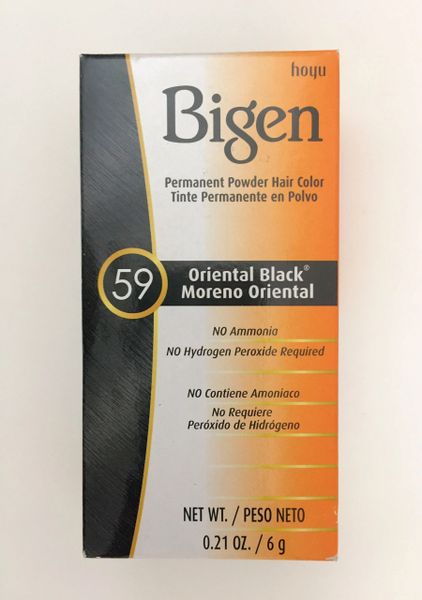 hoyu
Bigen
Permanent Powder Hair Color
Tinte Permanente en Polvo
59
Oriental Black®
Moreno Oriental
NO Ammonia
NO Hydrogen Peroxide Required
NO Contiene Amoniaco
No Requiere
Peróxido de Hidrógeno
NET WT. / PESO NETO
0.21 OZ. / 6 g